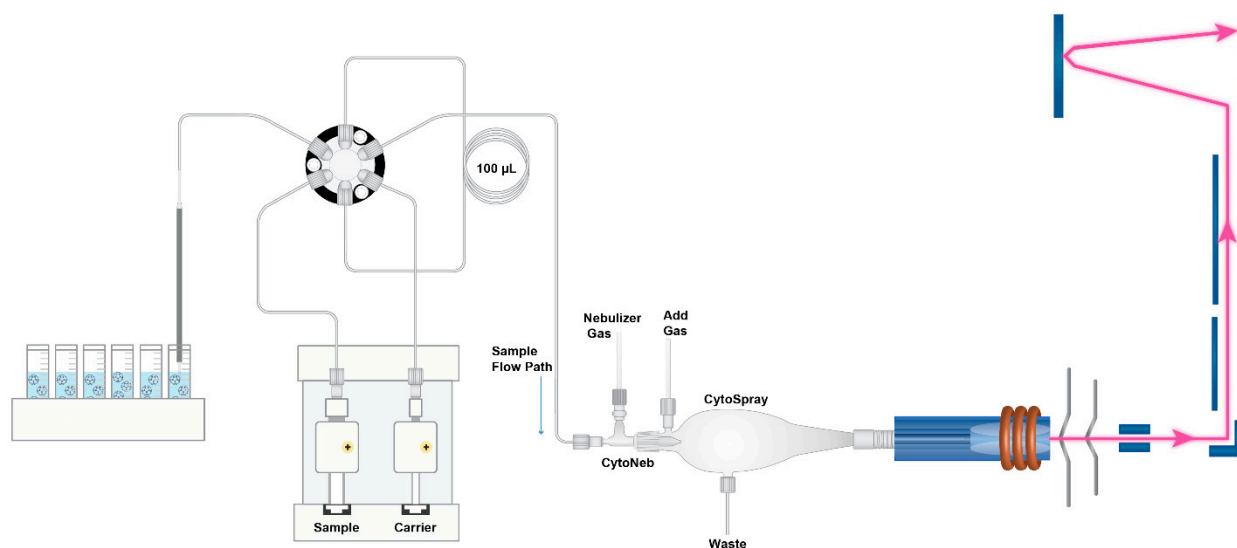 100 µL
Nebulizer
Gas
Add
Gas
Sample
Flow Path
CytoSpray
CytoNeb
Sample
Carrier
Waste